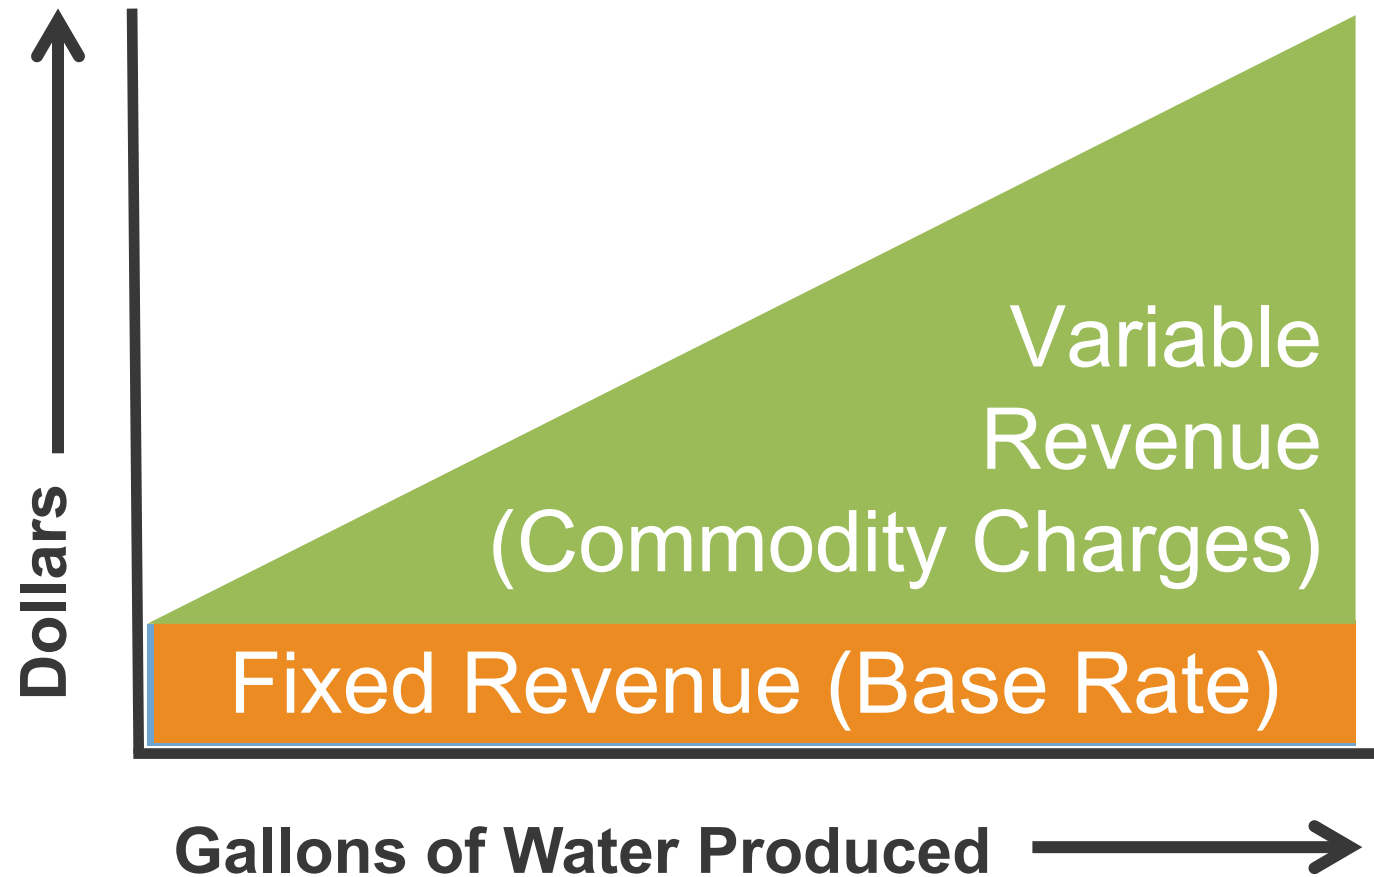 Dollars
Variable
Revenue
(Commodity Charges)
Fixed Revenue (Base Rate)
Gallons of Water Produced